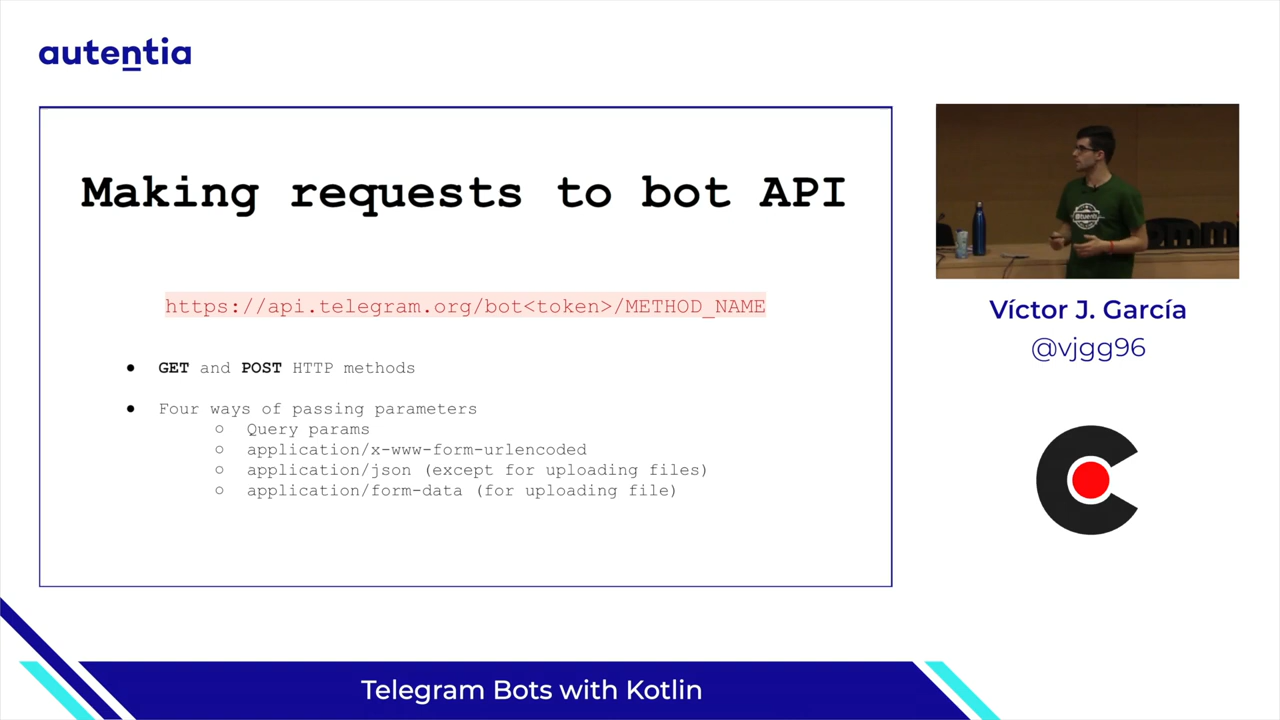 autentia
Making requests to bot API
https://api.telegram.org/bot<token>/METHOD_NAME
● GET and POST HTTP methods
● Four ways of passing parameters
○ Query params
○ application/x-www-form-urlencoded
○ application/json (except for uploading files)
○ application/form-data (for uploading file)
Víctor J. García
@vjgg96
Telegram Bots with Kotlin